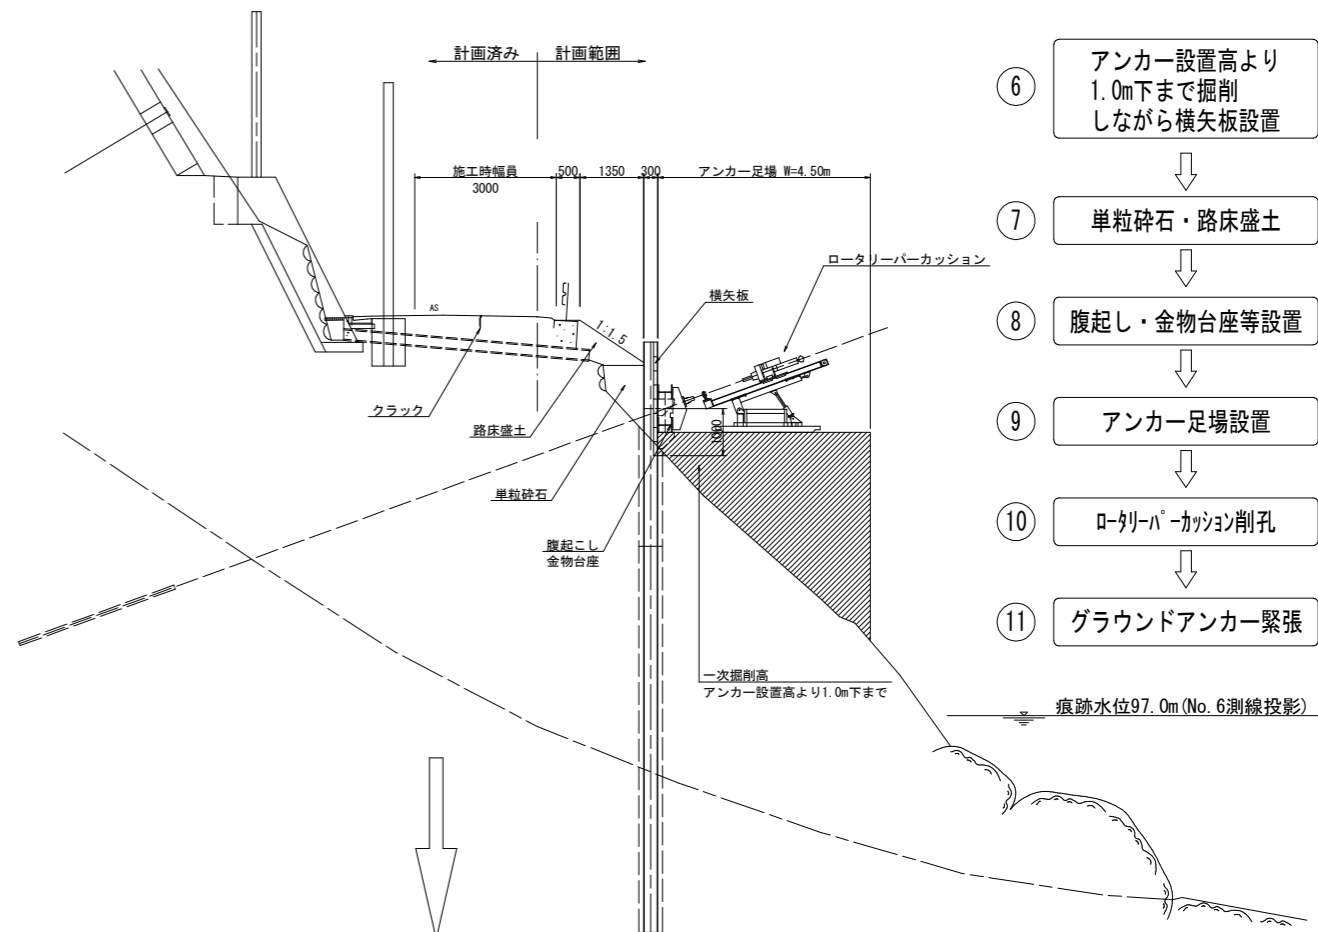 計画済み 計画範囲
施工時幅員
3000
500
1350
300
アンカー足場 W=4.50m
ロータリーパーカッション
横矢板
AS
1:1.5
クラック
路床盛土
1000
単粒砕石
腹起こし
金物台座
一次掘削高
アンカー設置高より1.0m下まで
痕跡水位97.0m(No.6測線投影)
⑥
アンカー設置高より
1.0m下まで掘削
しながら横矢板設置
⑦
単粒砕石・路床盛土
⑧
腹起し・金物台座等設置
⑨
アンカー足場設置
⑩
ロータリーパーカッション削孔
⑪
グラウンドアンカー緊張